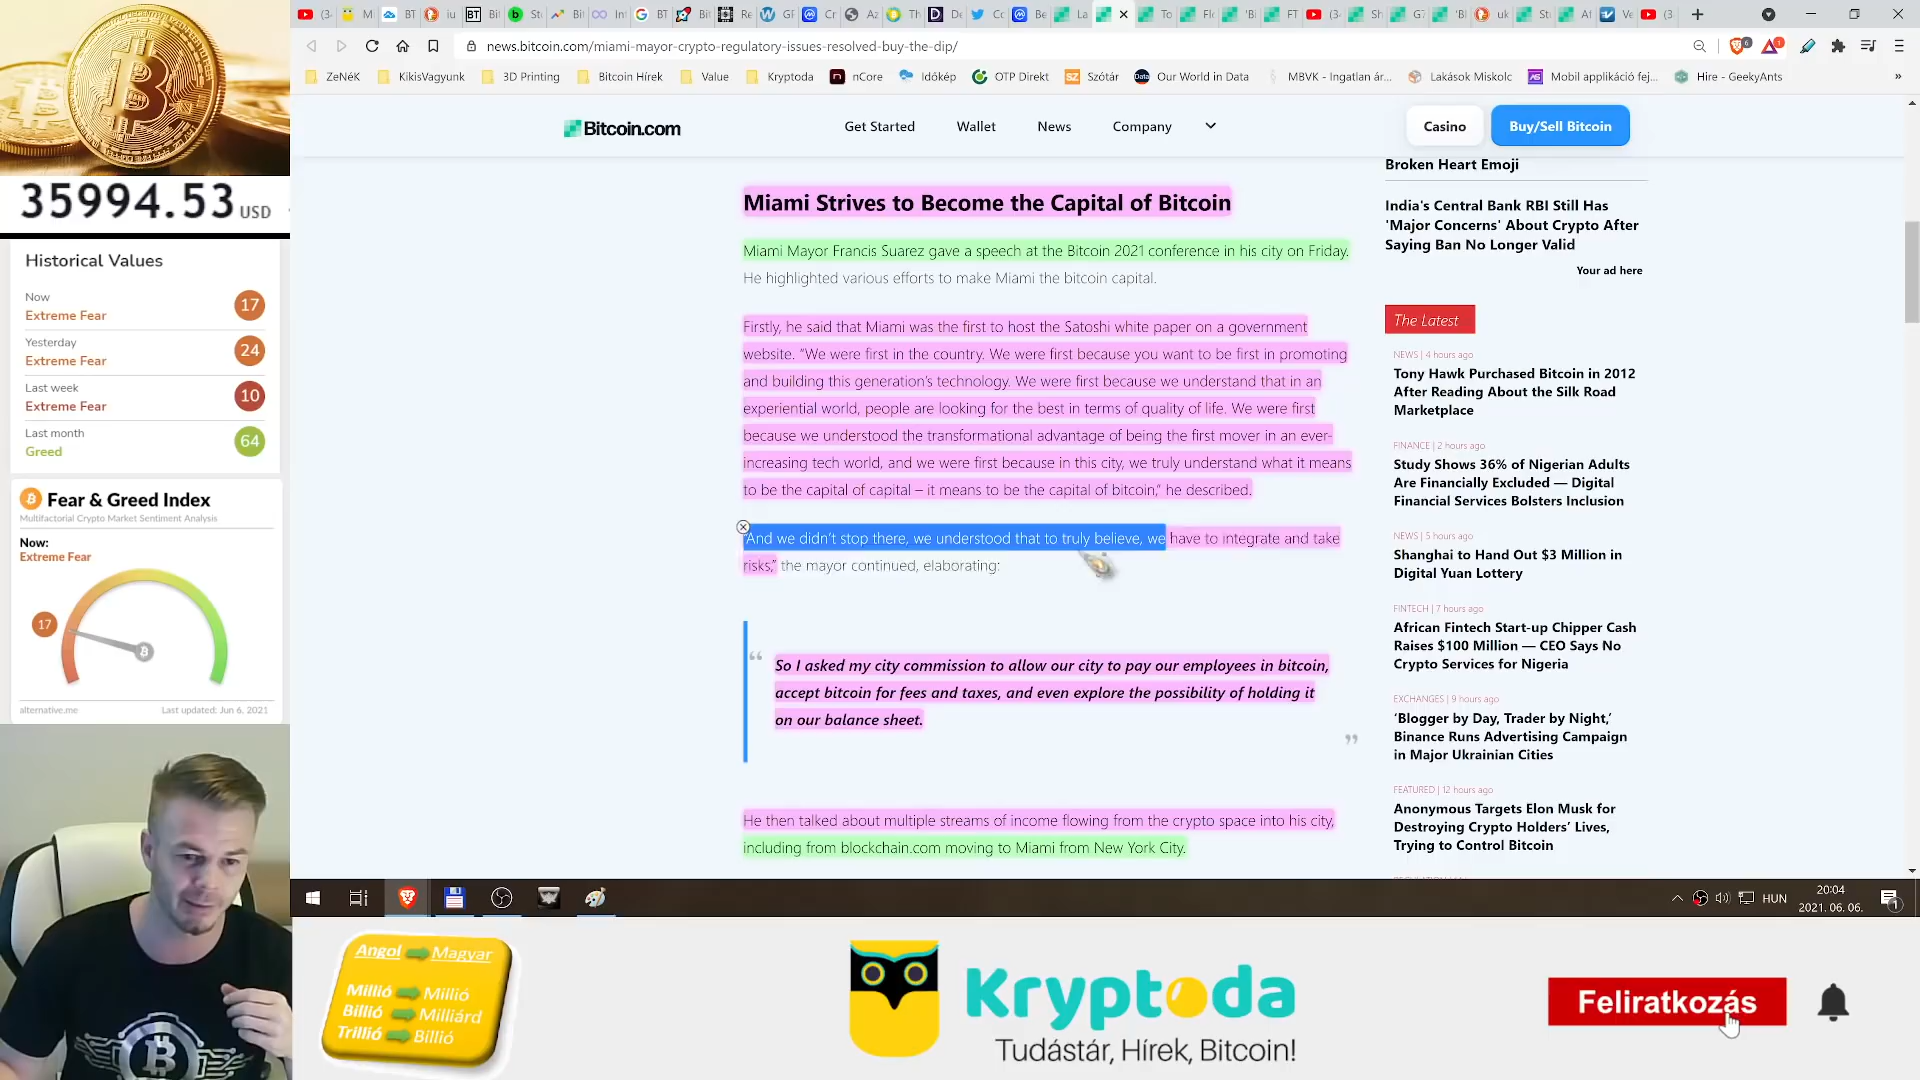 35994.53 USD
Historical Values
Now
Extreme Fear
17
Yesterday
Extreme Fear
24
Last week
Extreme Fear
10
Last month
Greed
64
Fear & Greed Index
Multifactorial Crypto Market Sentiment Analysis
Now:
Extreme Fear
17
alternative.me
Last updated: Jun 6, 2021
news.bitcoin.com/miami-mayor-crypto-regulatory-issues-resolved-buy-the-dip/
ZeNéK
KikisVagyunk
3D Printing
Bitcoin Hírek
Value
Kryptoda
nCore
Időkép
OTP Direkt
Szótár
Our World in Data
MBVK - Ingatlan ár...
Lakások Miskolc
Mobil applikáció fej...
Hire - GeekyAnts
Bitcoin.com
Get Started
Wallet
News
Company
Casino
Buy/Sell Bitcoin
Miami Strives to Become the Capital of Bitcoin
Miami Mayor Francis Suarez gave a speech at the Bitcoin 2021 conference in his city on Friday.
He highlighted various efforts to make Miami the bitcoin capital.
Firstly, he said that Miami was the first to host the Satoshi white paper on a government
website. “We were first in the country. We were first because you want to be first in promoting
and building this generation’s technology. We were first because we understand that in an
experiential world, people are looking for the best in terms of quality of life. We were first
because we understood the transformational advantage of being the first mover in an ever-
increasing tech world, and we were first because in this city, we truly understand what it means
to be the capital of capital – it means to be the capital of bitcoin,” he described.
“And we didn’t stop there, we understood that to truly believe, we have to integrate and take
risks,” the mayor continued, elaborating:
“
So I asked my city commission to allow our city to pay our employees in bitcoin,
accept bitcoin for fees and taxes, and even explore the possibility of holding it
on our balance sheet.
”
He then talked about multiple streams of income flowing from the crypto space into his city,
including from blockchain.com moving to Miami from New York City.
Broken Heart Emoji
India's Central Bank RBI Still Has
'Major Concerns' About Crypto After
Saying Ban No Longer Valid
Your ad here
The Latest
NEWS | 4 hours ago
Tony Hawk Purchased Bitcoin in 2012
After Reading About the Silk Road
Marketplace
FINANCE | 2 hours ago
Study Shows 36% of Nigerian Adults
Are Financially Excluded — Digital
Financial Services Bolsters Inclusion
NEWS | 5 hours ago
Shanghai to Hand Out $3 Million in
Digital Yuan Lottery
FINTECH | 7 hours ago
African Fintech Start-up Chipper Cash
Raises $100 Million — CEO Says No
Crypto Services for Nigeria
EXCHANGES | 9 hours ago
‘Blogger by Day, Trader by Night,’
Binance Runs Advertising Campaign
in Major Ukrainian Cities
FEATURED | 12 hours ago
Anonymous Targets Elon Musk for
Destroying Crypto Holders’ Lives,
Trying to Control Bitcoin
HUN
20:04
2021. 06. 06.
Angol Magyar
Millió Millió
Billió Milliárd
Trillió Billió
Kryptoda
Tudástár, Hírek, Bitcoin!
Feliratkozás